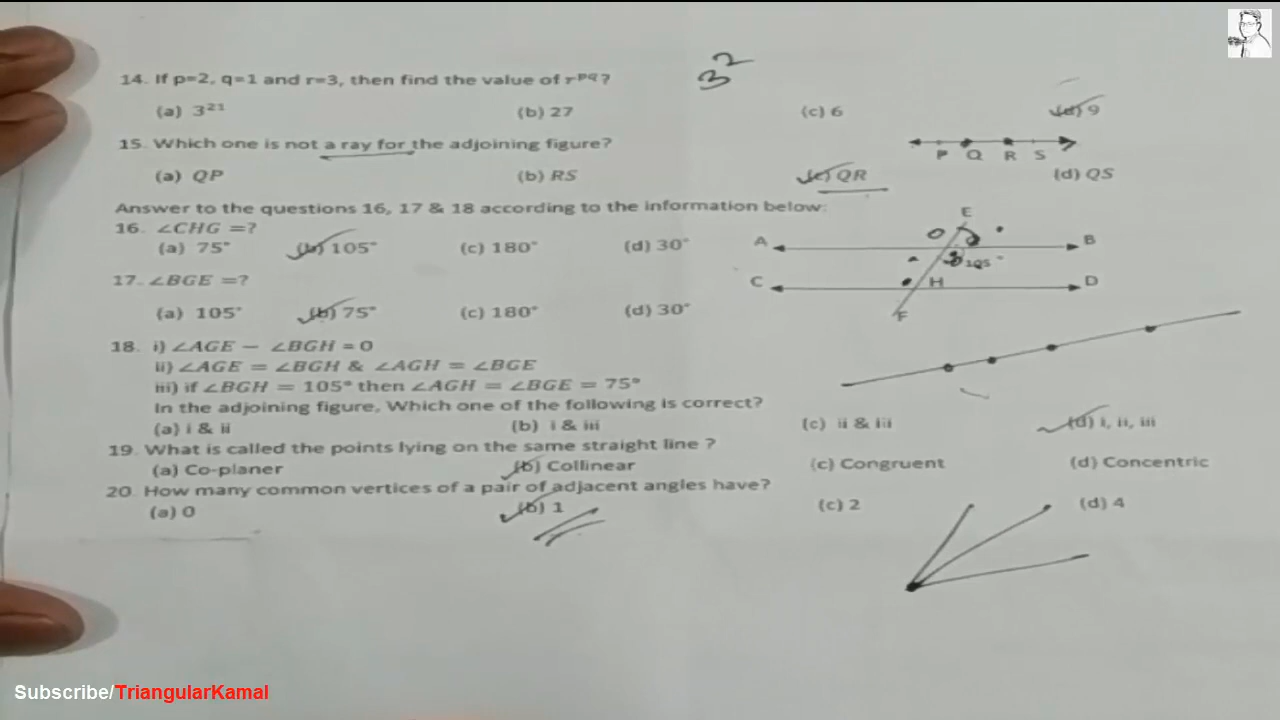 14. If p=2, q=1 and r=3, then find the value of r^pq?
3²
(a) 3²¹ (b) 27 (c) 6 (d) 9
15. Which one is not a ray for the adjoining figure?
P Q R S
(a) QP (b) RS (c) QR (d) QS
Answer to the questions 16, 17 & 18 according to the information below:
16. ∠CHG =?
(a) 75° (b) 105° (c) 180° (d) 30°
E
A B
105°
C H D
F
17. ∠BGE =?
(a) 105° (b) 75° (c) 180° (d) 30°
18. i) ∠AGE − ∠BGH = 0
ii) ∠AGE = ∠BGH & ∠AGH = ∠BGE
iii) if ∠BGH = 105° then ∠AGH = ∠BGE = 75°
In the adjoining figure, Which one of the following is correct?
(a) i & ii (b) i & iii (c) ii & iii (d) i, ii, iii
19. What is called the points lying on the same straight line ?
(a) Co-planer (b) Collinear (c) Congruent (d) Concentric
20. How many common vertices of a pair of adjacent angles have?
(a) 0 (b) 1 (c) 2 (d) 4
Subscribe/TriangularKamal